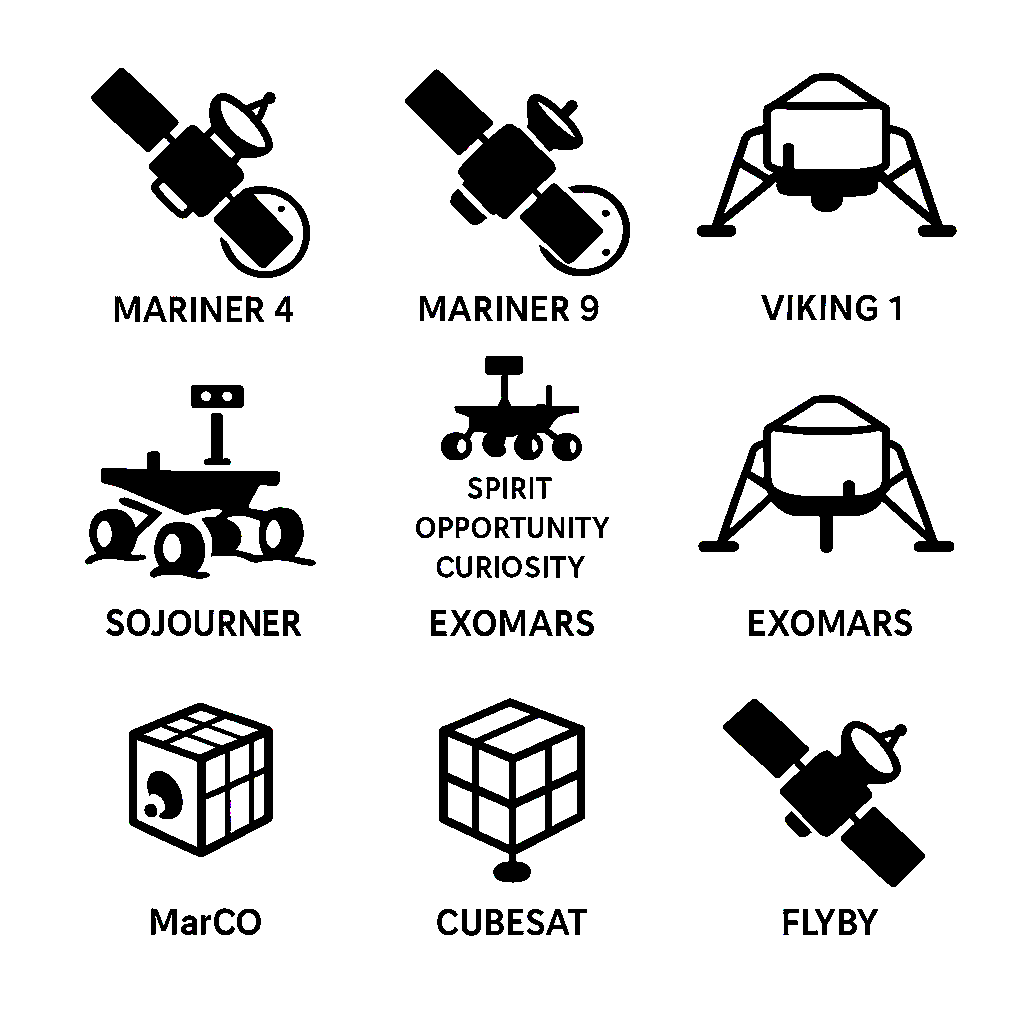 MARINER 4
MARINER 9
VIKING 1
SPIRIT
OPPORTUNITY
CURIOSITY
SOJOURNER
EXOMARS
EXOMARS
MarCO
CUBESAT
FLYBY